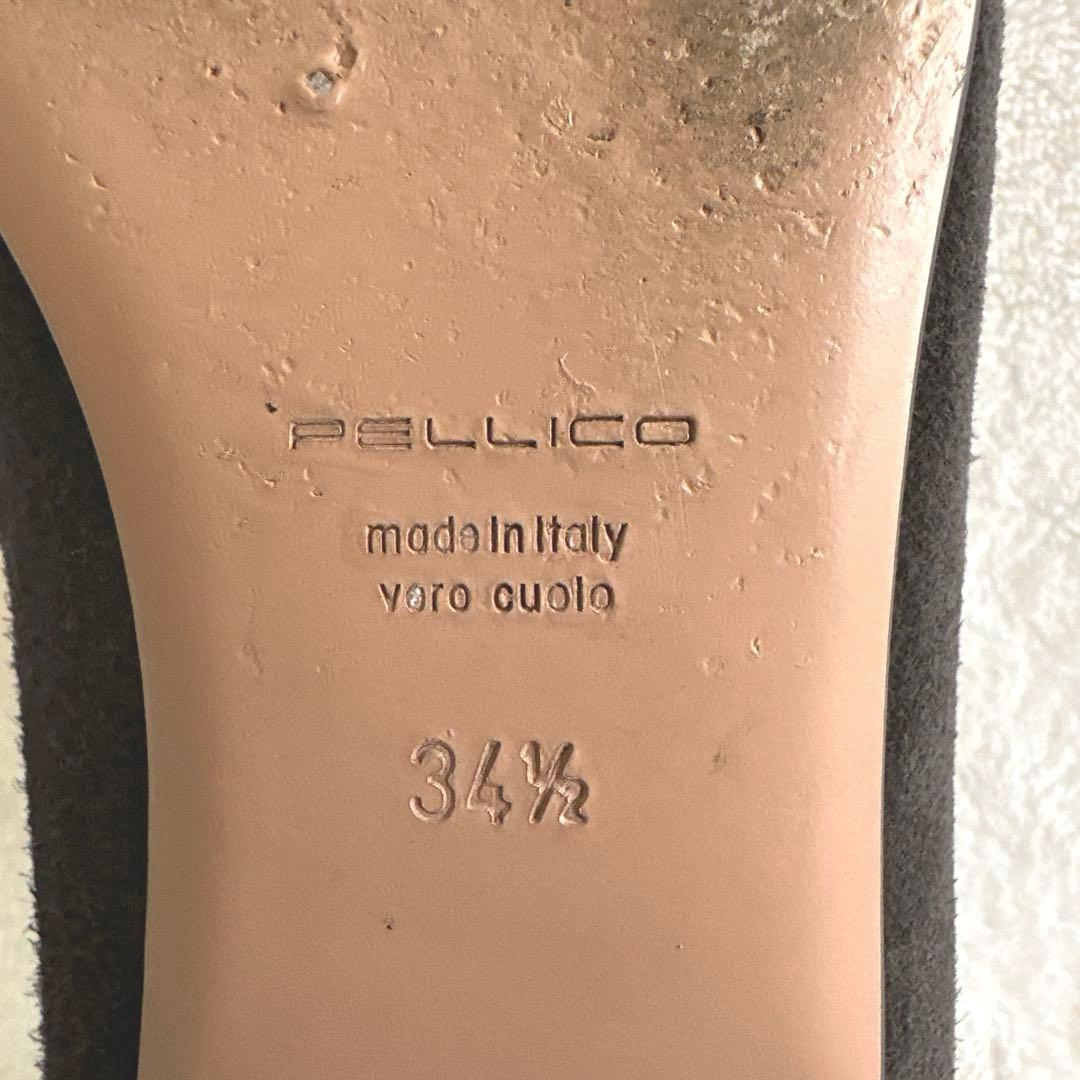 PELLICO
made in Italy
vero cuoio
34½